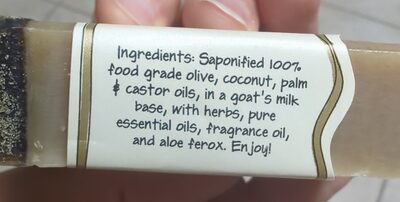 Ingredients: Saponified 100%
food grade olive, coconut, palm
& castor oils, in a goat's milk
base, with herbs, pure
essential oils, fragrance oil,
and aloe ferox. Enjoy!